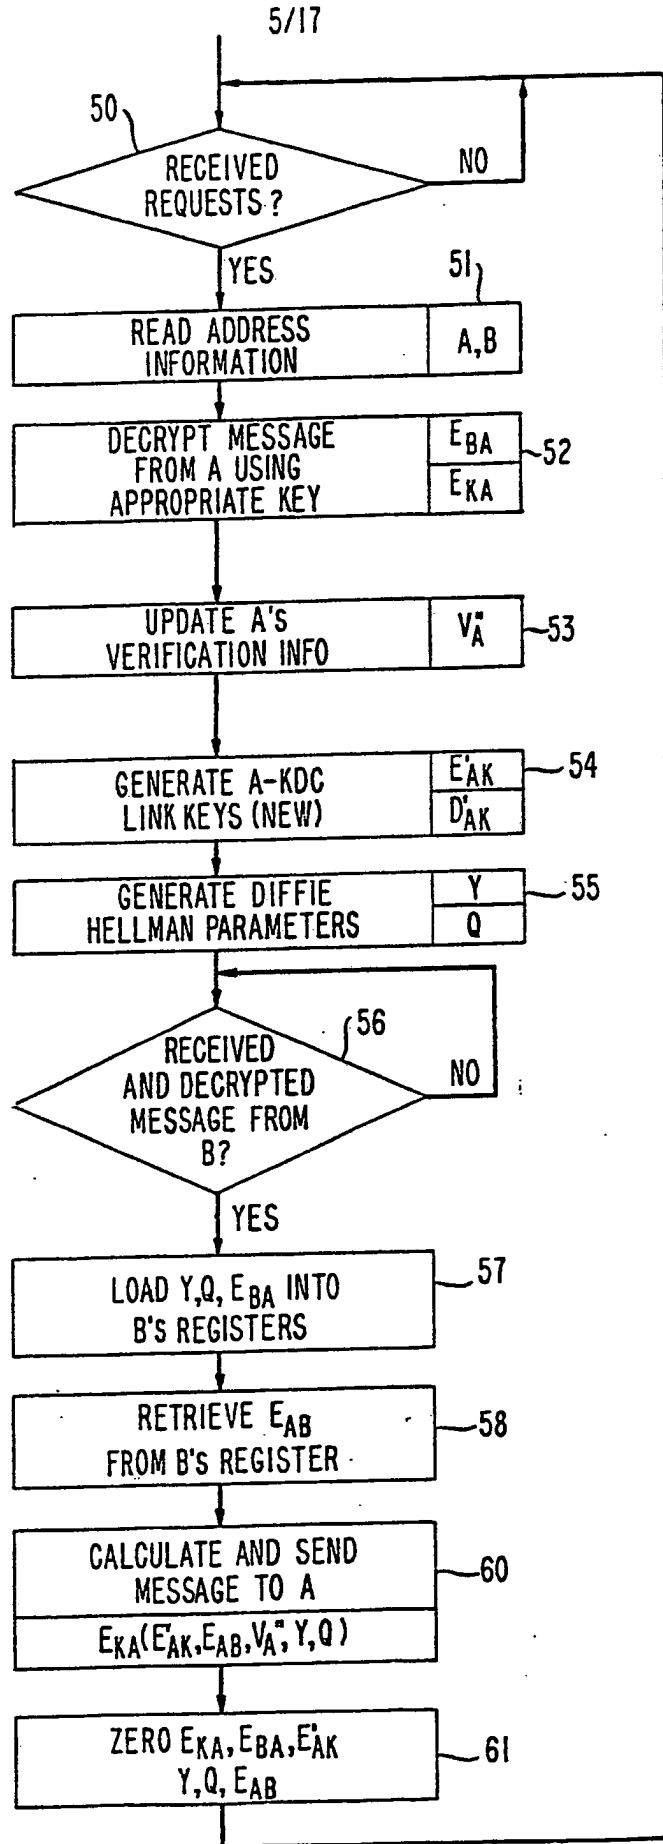 5/17
50
RECEIVED
REQUESTS ?
NO
YES
51
READ ADDRESS
INFORMATION
A,B
DECRYPT MESSAGE
FROM A USING
APPROPRIATE KEY
E_BA
E_KA
52
UPDATE A'S
VERIFICATION INFO
V_A"
53
GENERATE A-KDC
LINK KEYS (NEW)
E'_AK
D'_AK
54
GENERATE DIFFIE
HELLMAN PARAMETERS
Y
Q
55
56
RECEIVED
AND DECRYPTED
MESSAGE FROM
B?
NO
YES
LOAD Y,Q, E_BA INTO
B'S REGISTERS
57
RETRIEVE E_AB
FROM B'S REGISTER
58
CALCULATE AND SEND
MESSAGE TO A
60
E_KA(E'_AK,E_AB,V_A", Y,Q)
ZERO E_KA, E_BA, E'_AK
Y,Q, E_AB
61